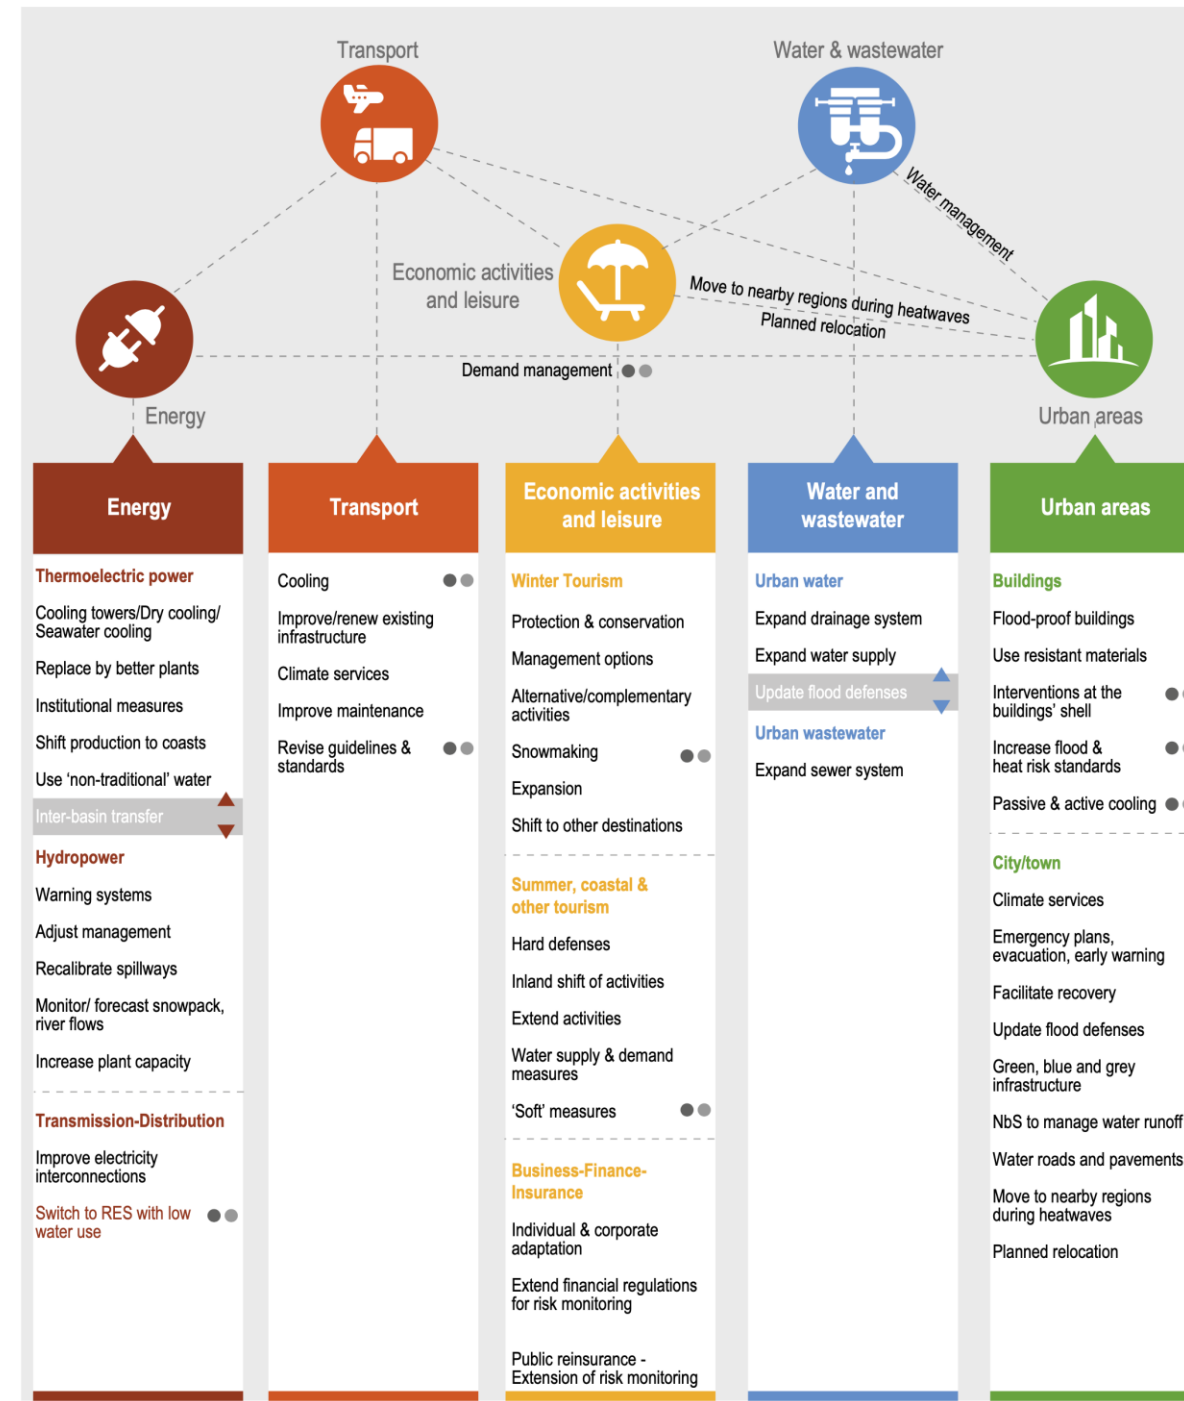 Transport
Water & wastewater
Water management
Economic activities
and leisure
Move to nearby regions during heatwaves
Planned relocation
Demand management
Energy
Urban areas
Energy
Thermoelectric power
Cooling towers/Dry cooling/
Seawater cooling
Replace by better plants
Institutional measures
Shift production to coasts
Use ‘non-traditional’ water
Inter-basin transfer
Hydropower
Warning systems
Adjust management
Recalibrate spillways
Monitor/ forecast snowpack,
river flows
Increase plant capacity
Transmission-Distribution
Improve electricity
interconnections
Switch to RES with low
water use
Transport
Cooling
Improve/renew existing
infrastructure
Climate services
Improve maintenance
Revise guidelines &
standards
Economic activities
and leisure
Winter Tourism
Protection & conservation
Management options
Alternative/complementary
activities
Snowmaking
Expansion
Shift to other destinations
Summer, coastal &
other tourism
Hard defenses
Inland shift of activities
Extend activities
Water supply & demand
measures
‘Soft’ measures
Business-Finance-
Insurance
Individual & corporate
adaptation
Extend financial regulations
for risk monitoring
Public reinsurance -
Extension of risk monitoring
Water and
wastewater
Urban water
Expand drainage system
Expand water supply
Update flood defenses
Urban wastewater
Expand sewer system
Urban areas
Buildings
Flood-proof buildings
Use resistant materials
Interventions at the
buildings’ shell
Increase flood &
heat risk standards
Passive & active cooling
City/town
Climate services
Emergency plans,
evacuation, early warning
Facilitate recovery
Update flood defenses
Green, blue and grey
infrastructure
NbS to manage water runoff
Water roads and pavements
Move to nearby regions
during heatwaves
Planned relocation